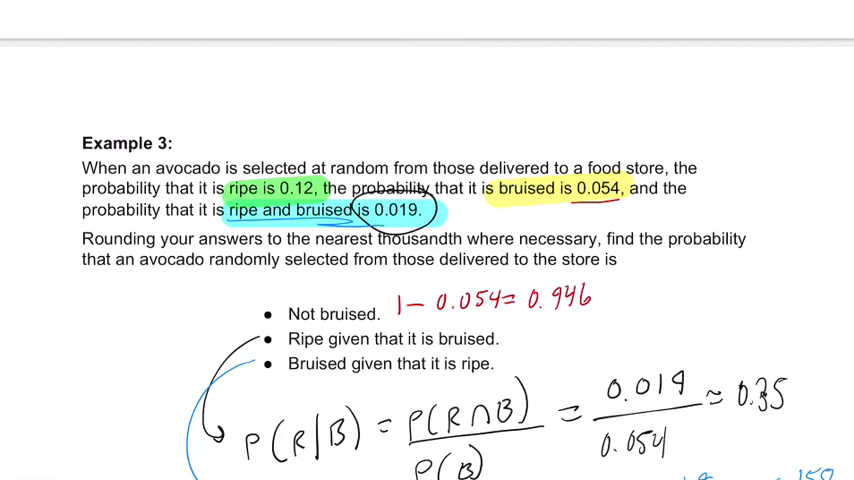 Example 3:
When an avocado is selected at random from those delivered to a food store, the
probability that it is ripe is 0.12, the probability that it is bruised is 0.054, and the
probability that it is ripe and bruised is 0.019.
Rounding your answers to the nearest thousandth where necessary, find the probability
that an avocado randomly selected from those delivered to the store is
● Not bruised. 1 - 0.054 = 0.946
● Ripe given that it is bruised.
● Bruised given that it is ripe.
P(R|B) = P(R∩B) / P(B) = 0.019 / 0.054 ≈ 0.35